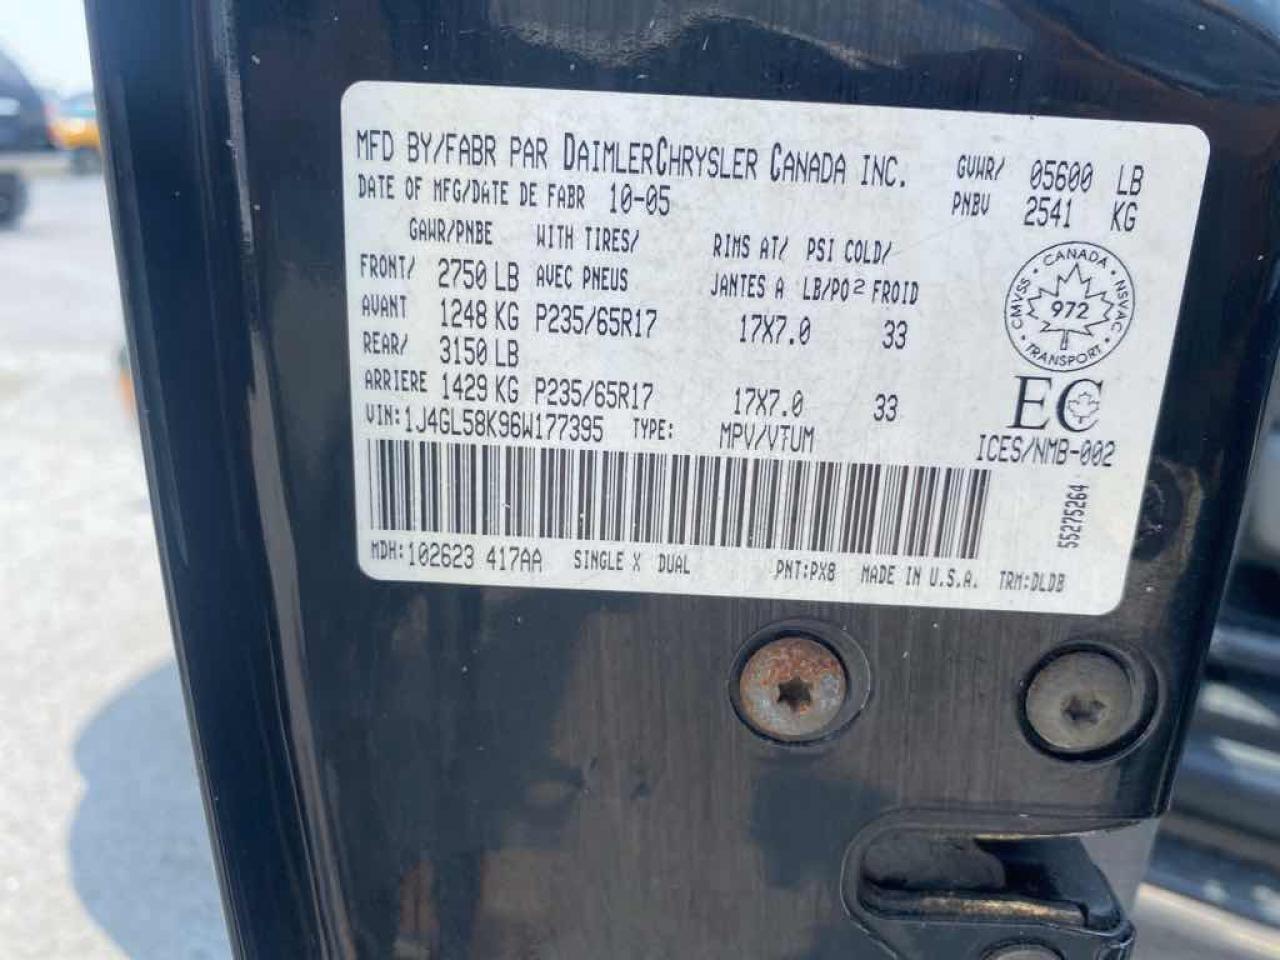 MFD BY/FABR PAR DAIMLERCHRYSLER CANADA INC. GVWR/ 05600 LB
DATE OF MFG/DATE DE FABR 10-05 PNBV 2541 KG
GAWR/PNBE WITH TIRES/ RIMS AT/ PSI COLD/
FRONT/ 2750 LB AVEC PNEUS JANTES A LB/PO² FROID
AVANT 1248 KG P235/65R17 17X7.0 33
REAR/ 3150 LB
ARRIERE 1429 KG P235/65R17 17X7.0 33
VIN:1J4GL58K96W177395 TYPE: MPV/VTUM
CANADA
CMVSS 972 NSVAC
TRANSPORT
EC
ICES/NMB-002
55275264
MDH:102623 417AA SINGLE X DUAL PNT:PX8 MADE IN U.S.A. TRM:DLDB